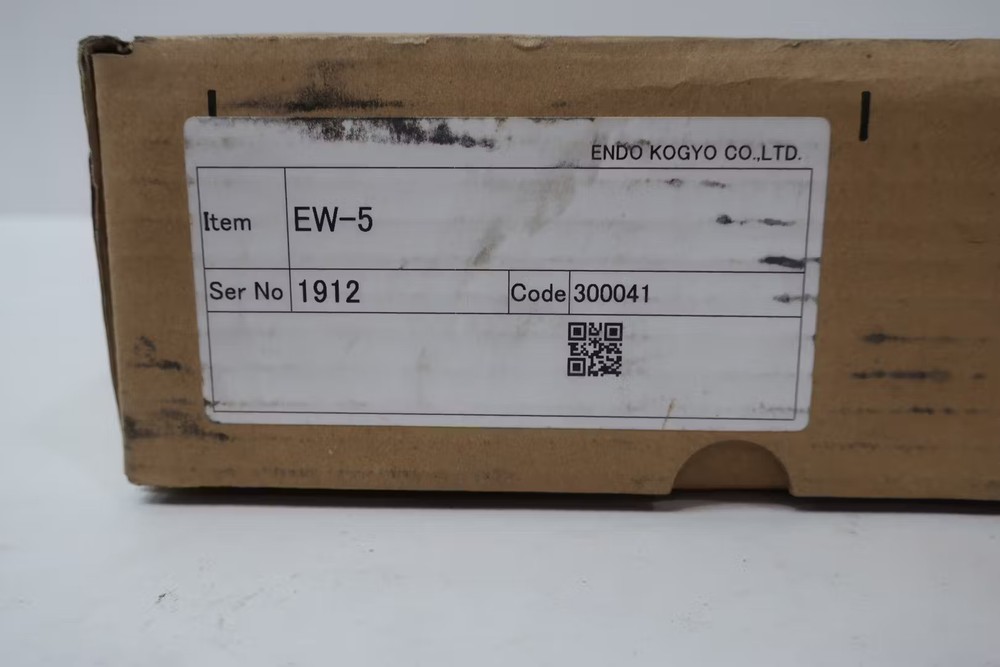 ENDO KOGYO CO.,LTD.
Item EW-5
Ser No 1912 Code 300041